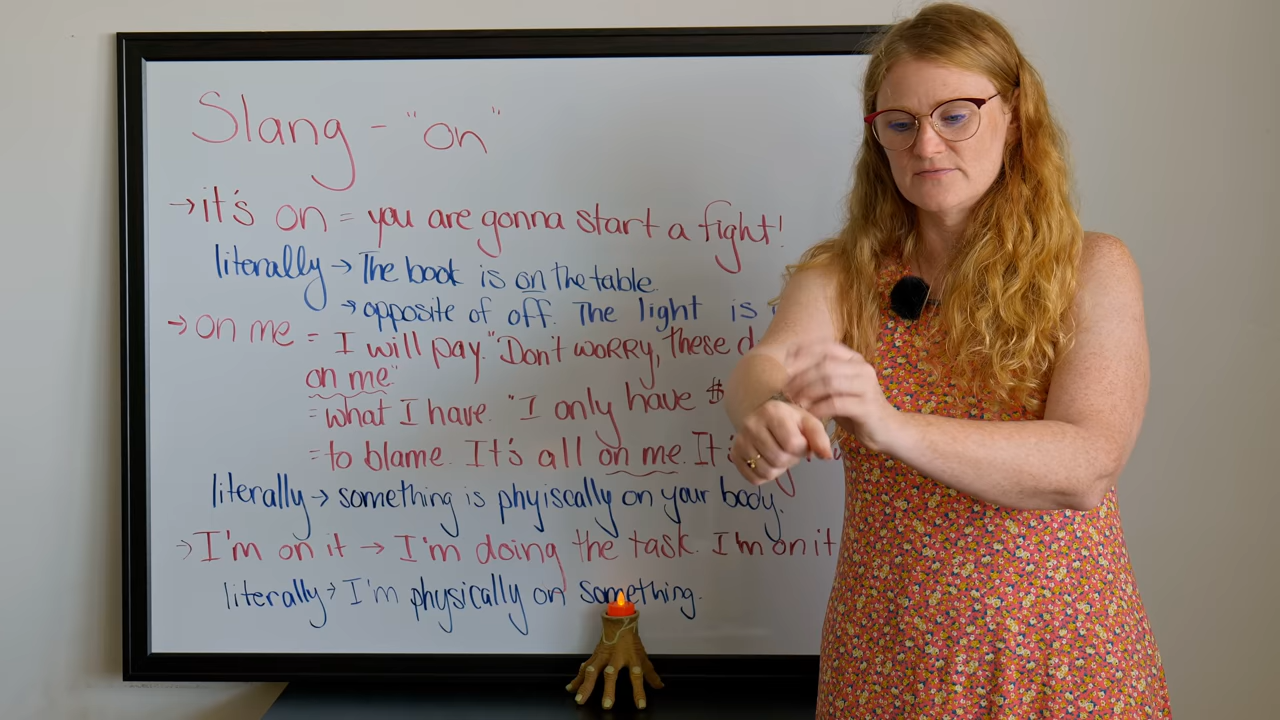 Slang - "on"
→ it's on = you are gonna start a fight!
literally → The book is on the table.
→ opposite of off. The light is
→ on me = I will pay. "Don't worry, these
on me."
= what I have. "I only have $
= to blame. It's all on me.
literally → something is phyiscally on your body.
→ I'm on it → I'm doing the task. I'm on it
literally → I'm physically on something.